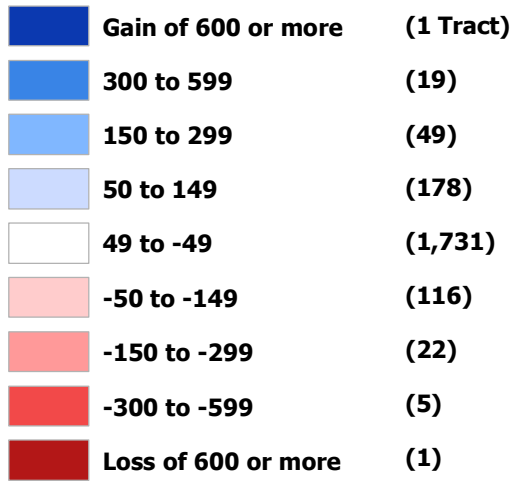 Gain of 600 or more (1 Tract)
300 to 599 (19)
150 to 299 (49)
50 to 149 (178)
49 to -49 (1,731)
-50 to -149 (116)
-150 to -299 (22)
-300 to -599 (5)
Loss of 600 or more (1)